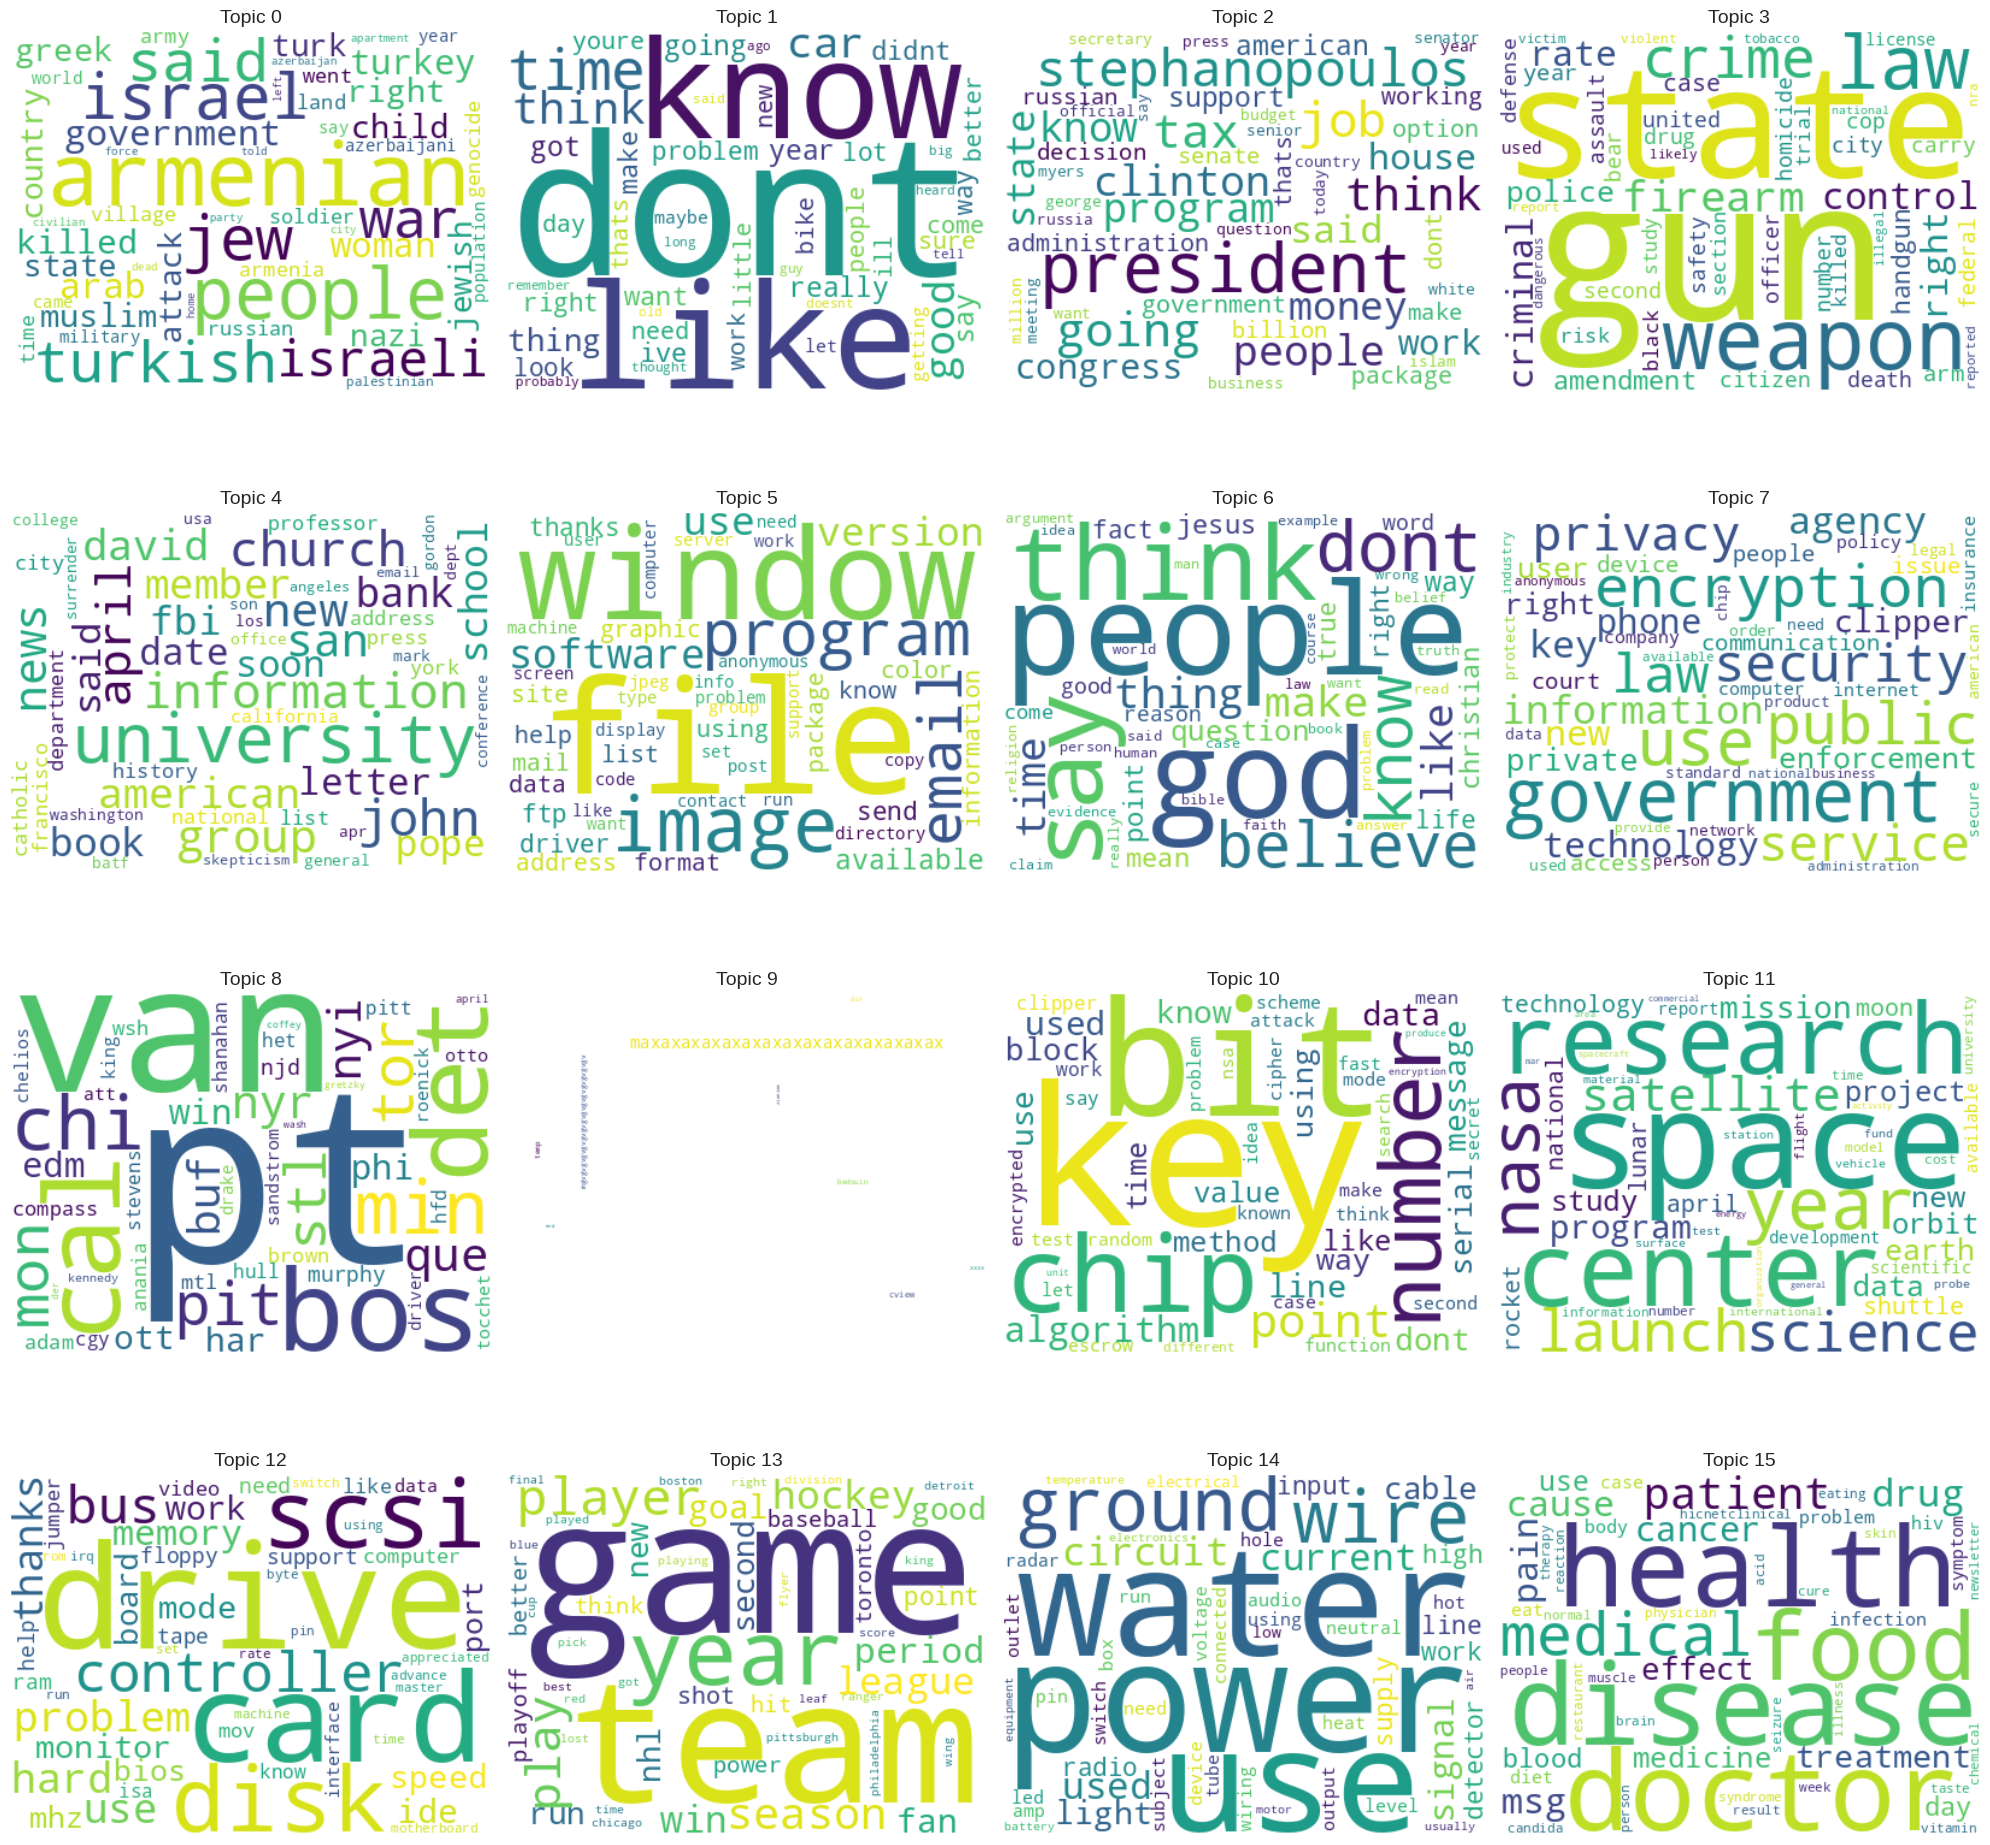 Topic 0
greek army apartment year
said turk
world azerbaijan turkey
country israel left went right
land
government say child genocide
force told azerbaijani
armenian
village soldier war population
civilian party city
killed jew woman jewish
state dead attack armenia
arab home people
came
muslim russian nazi
time military
turkish israeli
palestinian
Topic 1
youre going ago car didnt
time know better
think said new
got make problem year lot big way
dont heard
day thats maybe bike people come
long little sure
guy tell
remember want really ill
right old doesnt good say
thing need work like getting
look ive let
probably thought
Topic 2
secretary press american senator
year
stephanopoulos
russian say support working
official budget
know tax senior job option
state decision senate thats country house
myers clinton today think
george program
russia question said dont
administration
president
million meeting government money white
want make
going billion
people work
congress islam
business package
Topic 3
victim violent tobacco license
defense rate crime law
year case nra
state
assault national
united homicide trial cop
used bear drug city carry
likely
police firearm control
report
criminal dangerous study safety section officer number killed illegal handgun right federal
second gun
risk black weapon
amendment citizen death arm reported
Topic 4
college usa professor gordon
david church dept
city surrender april email school
member angeles bank
news fbi son new address
los
said date office san press
soon mark york
department information conference
california
university
francisco history letter
catholic american
washington national list john
book group apr pope
batf skepticism general
Topic 5
thanks computer use need version
user server work
window
machine graphic program
software anonymous color
screen jpeg info
site type problem know
file group support package email information
help display using
mail list set
data code post copy
ftp like contact run send
want directory
driver image
address format available
Topic 6
argument fact jesus example word
idea dont
think man wrong way
belief
people course true right
world truth
good thing law want read
come reason make christian
said question book know like
time person case
religion say human god problem
evidence point bible
really faith answer life
claim mean believe
Topic 7
industry privacy agency
people policy legal insurance
user device issue
anonymous encryption
right phone chip clipper
protect key company order need
communication
court available security american
law computer internet
information product
data new use public
private enforcement
standard nationalbusiness
government
provide secure
technology network service
used access person administration
Topic 8
van nyi pitt april
coffey
chelios wsh king shanahan het det
att njd tor otto
chi win gretzky roenick
nyr wash
edm pt stl phi
compass stevens buf drake sandstrom min
mon cal brown hfd
que
kennedy anania hull murphy
der mtl driver
pit bos tocchet
adam cgy ott har
Topic 9
maxaxaxaxaxaxaxaxaxaxaxaxaxaxax
temp
babouin
cview
Topic 10
clipper know scheme mean
used attack data
bit produce
block nsa cipher fast message
work problem using mode encryption
use say key number search secret
time idea
encrypted value make
known think serial
test random method like
chip way
unit
let line
case second
algorithm point
escrow different function dont
Topic 11
technology commercial mission moon
report
area research university
spacecraft
mar national material time
satellite project available
nasa space activity
station flight fund
lunar model
vehicle cost
study april year new
program energy test orbit
surface development
center earth
scientific
rocket organization general data probe
information number shuttle
international
launch science
Topic 12
thanks jumper video need switch like data
bus work scsi
memory using
rom irq floppy support computer
help board byte
drive port
mode
tape pin
set rate appreciated
controller
ram advance
run master
problem card
machine interface
monitor mov time
hard bios know
isa disk speed
mhz use ide
motherboard
Topic 13
final boston right division detroit
player goal hockey good
played baseball
blue new
game
better playing second toronto king
cup think flyer point
pick score
year period
playoff best red got league
play shot hit leaf ranger
lost nhl pittsburgh
team philadelphia wing
power
run time win season fan
chicago
Topic 14
temperature electrical input cable
ground wire
electronics hole
radar circuit current high
outlet water
run audio hot
using line
voltage low neutral
box connected work
pin power supply air
equipment switch need heat
signal detector
radio device tube
used subject use
led wiring output level
amp light motor
battery usually
Topic 15
use case patient eating drug
cause hicnetclinical
body cancer problem hiv
skin
pain therapy reaction health symptom newsletter
acid
cure
eat normal physician infection
medical food
people muscle effect
restaurant disease illness
brain seizure
blood medicine treatment chemical
diet doctor week taste
msg syndrome day
candida person result vitamin